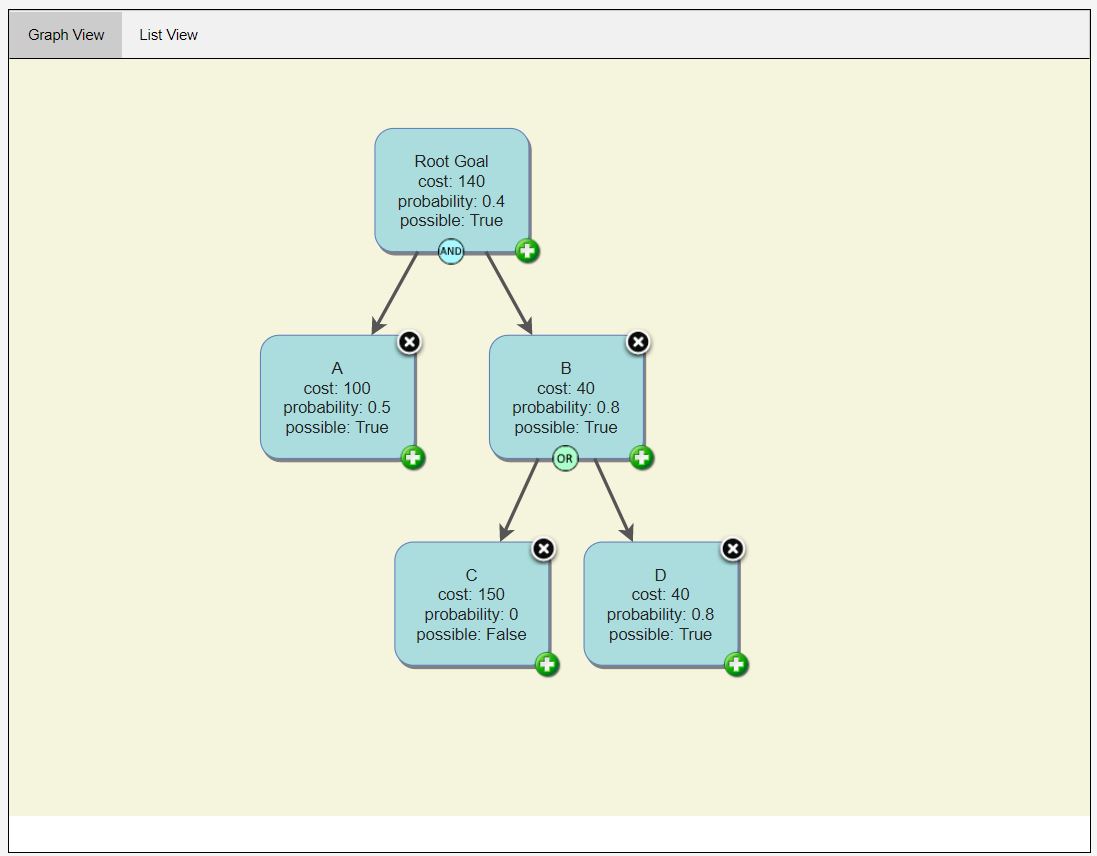 Graph View
List View
Root Goal
cost: 140
probability: 0.4
possible: True
AND
A
cost: 100
probability: 0.5
possible: True
B
cost: 40
probability: 0.8
possible: True
OR
C
cost: 150
probability: 0
possible: False
D
cost: 40
probability: 0.8
possible: True